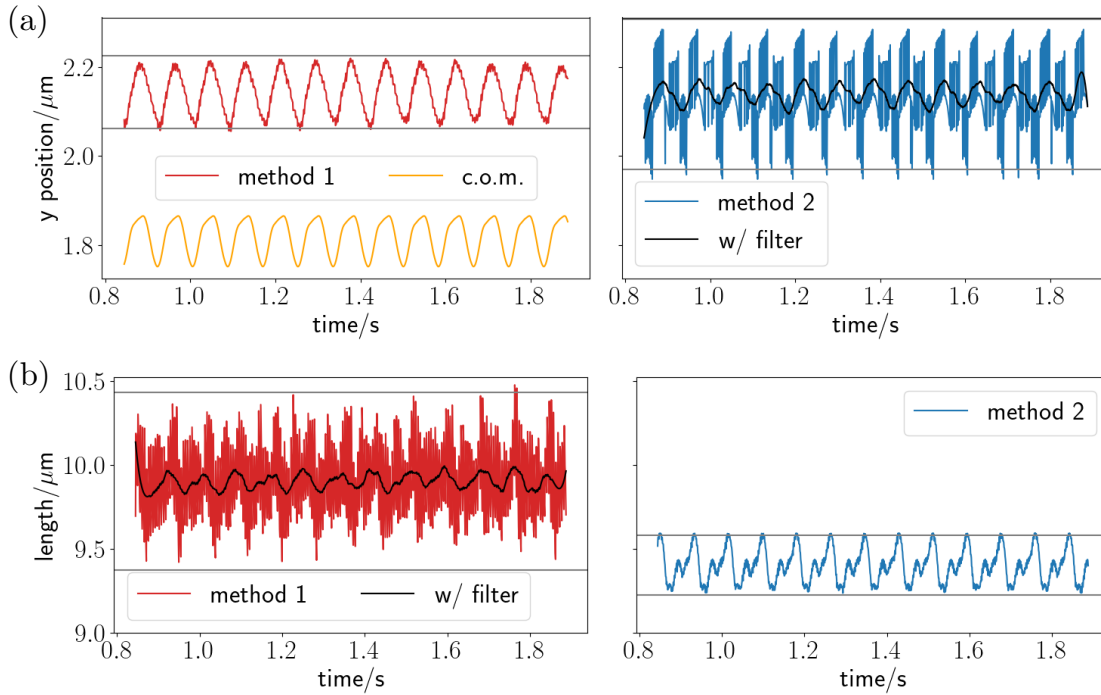 (a)
y position/μm
2.2
2.0
1.8
method 1
c.o.m.
method 2
w/ filter
0.8 1.0 1.2 1.4 1.6 1.8
0.8 1.0 1.2 1.4 1.6 1.8
time/s
time/s
(b)
length/μm
10.5
10.0
9.5
9.0
method 1
w/ filter
method 2
0.8 1.0 1.2 1.4 1.6 1.8
0.8 1.0 1.2 1.4 1.6 1.8
time/s
time/s